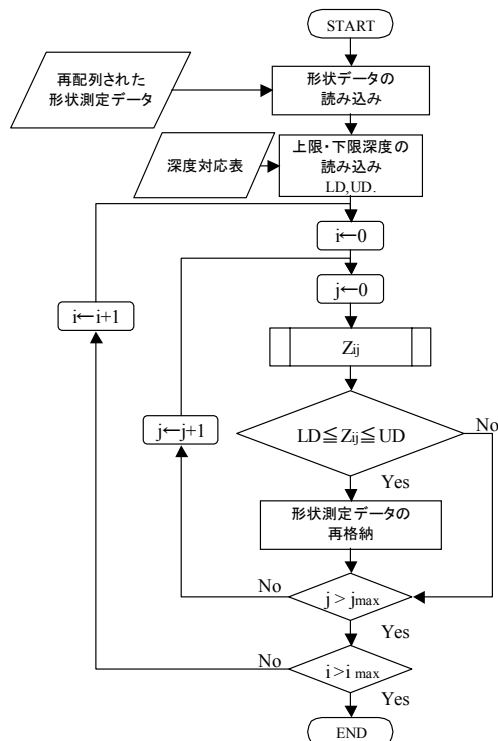 START
再配列された
形状測定データ
形状データの
読み込み
深度対応表
上限・下限深度の
読み込み
LD,UD.
i←0
j←0
i←i+1
Zij
j←j+1
LD≦Zij≦UD
No
Yes
形状測定データの
再格納
No
j > jmax
Yes
No
i >i max
Yes
END